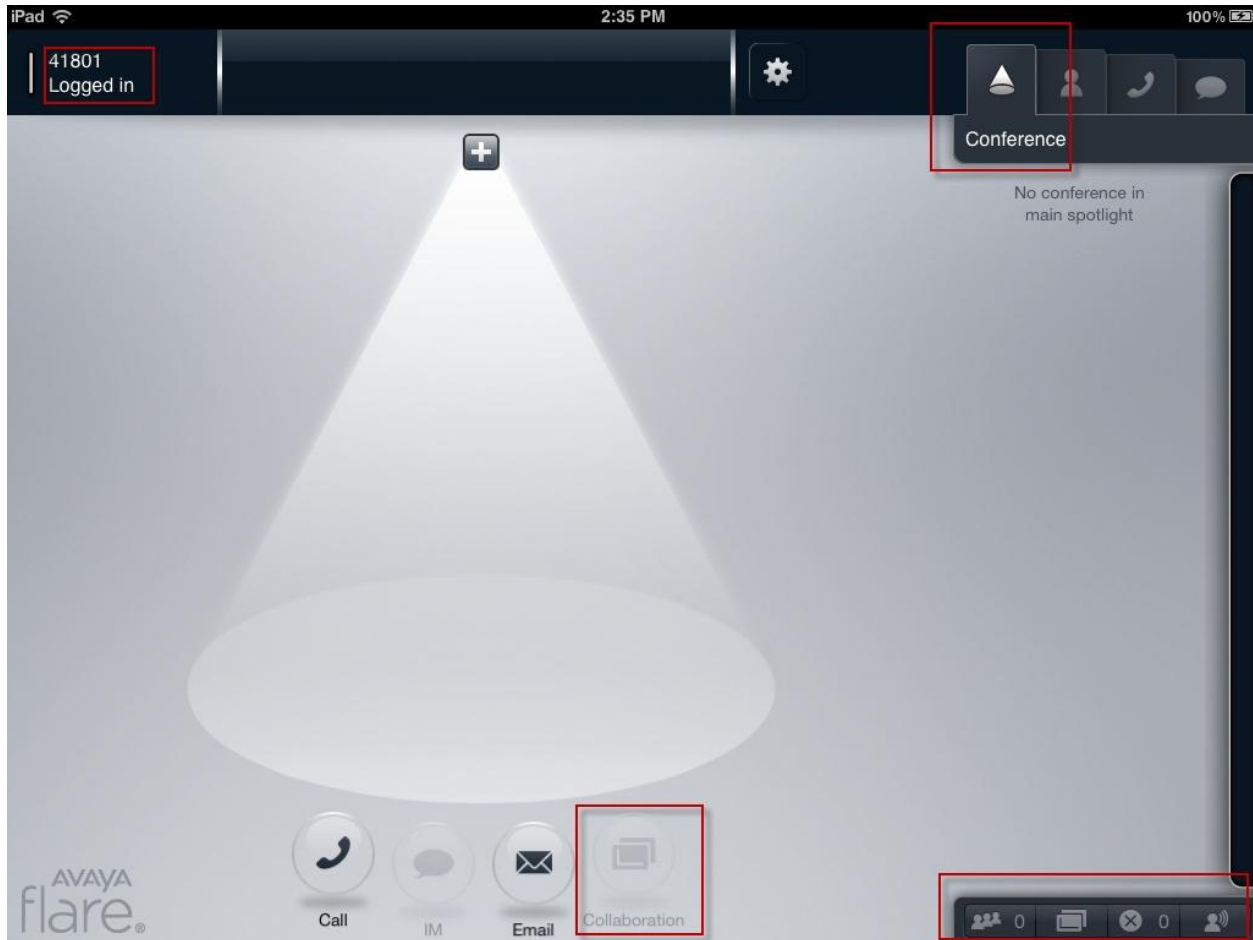 iPad 2:35 PM 100%
41801
Logged in
Conference
No conference in
main spotlight
Call IM Email Collaboration
AVAYA
flare®
0 0